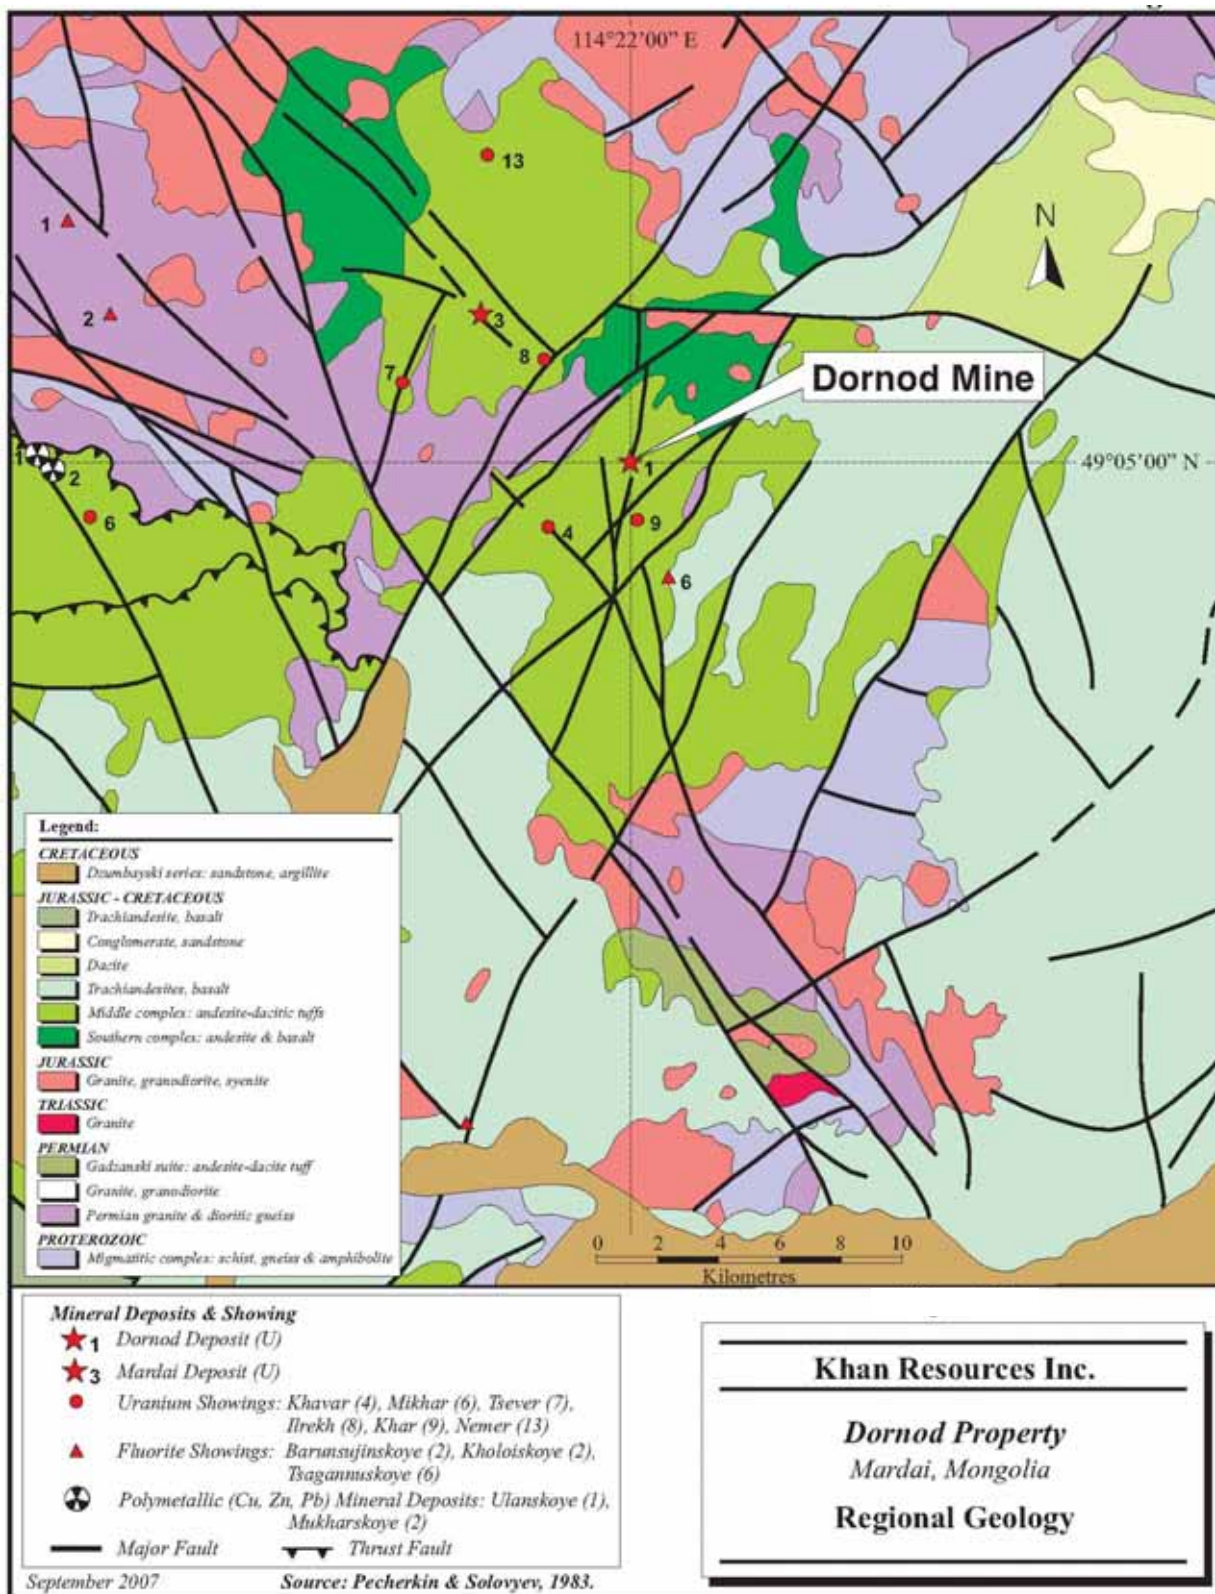 114°22'00" E
13
1
N
2
3
8
7
Dornod Mine
1
1
49°05'00" N
2
6
4
9
6
Legend:
CRETACEOUS
Dzumbayski series: sandstone, argillite
JURASSIC - CRETACEOUS
Trachiandesite, basalt
Conglomerate, sandstone
Dacite
Trachiandesites, basalt
Middle complex: andesite-dacitic tuffs
Southern complex: andesite & basalt
JURASSIC
Granite, granodiorite, syenite
TRIASSIC
Granite
PERMIAN
Gadzanski suite: andesite-dacite tuff
Granite, granodiorite
Permian granite & dioritic gneiss
PROTEROZOIC
Migmatitic complex: schist, gneiss & amphibolite
0 2 4 6 8 10
Kilometres
Mineral Deposits & Showing
1 Dornod Deposit (U)
3 Mardai Deposit (U)
Uranium Showings: Khavar (4), Mikhar (6), Tsever (7),
Ilrekh (8), Khar (9), Nemer (13)
Fluorite Showings: Barunsujinskoye (2), Kholoiskoye (2),
Tsagannuskoye (6)
Polymetallic (Cu, Zn, Pb) Mineral Deposits: Ulanskoye (1),
Mukharskoye (2)
Major Fault Thrust Fault
September 2007 Source: Pecherkin & Solovyev, 1983.
Khan Resources Inc.
Dornod Property
Mardai, Mongolia
Regional Geology